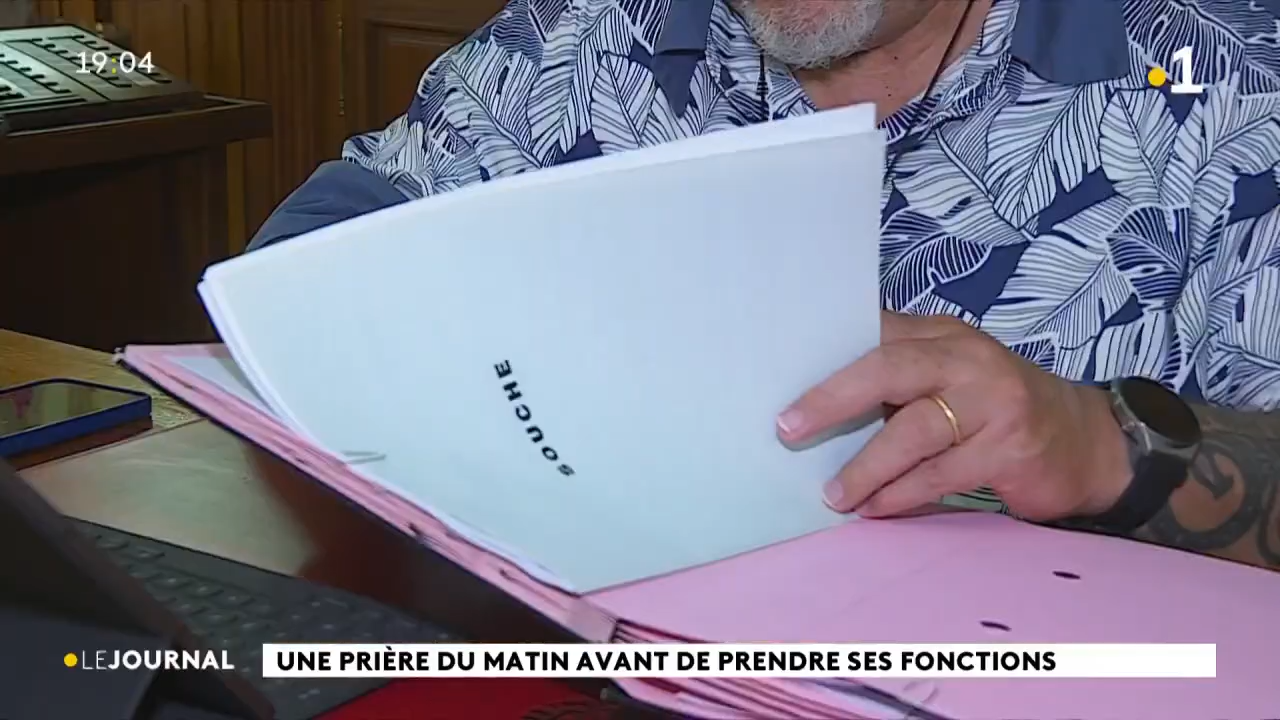 19:04
1
SOUCHE
LEJOURNAL
UNE PRIÈRE DU MATIN AVANT DE PRENDRE SES FONCTIONS